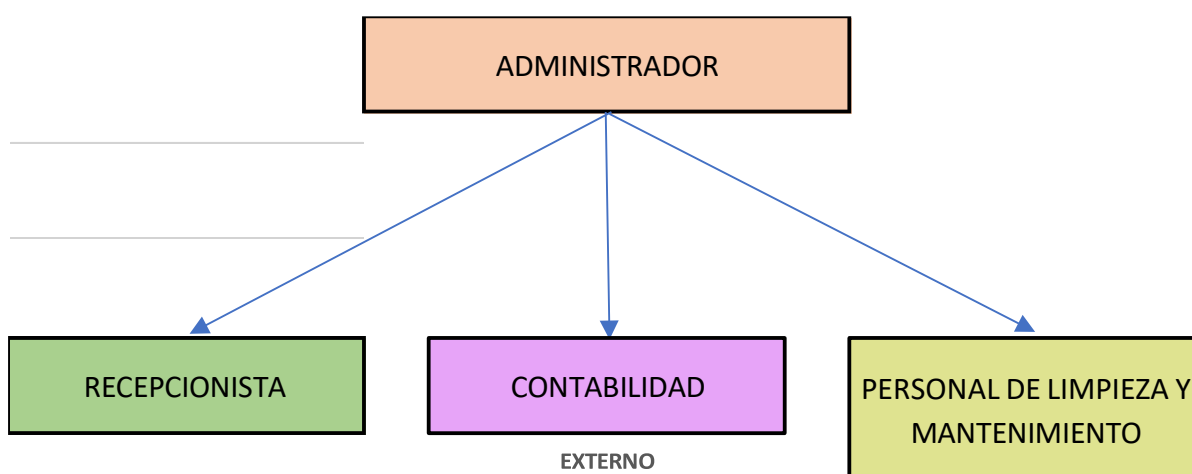 ADMINISTRADOR
RECEPCIONISTA
CONTABILIDAD
EXTERNO
PERSONAL DE LIMPIEZA Y
MANTENIMIENTO